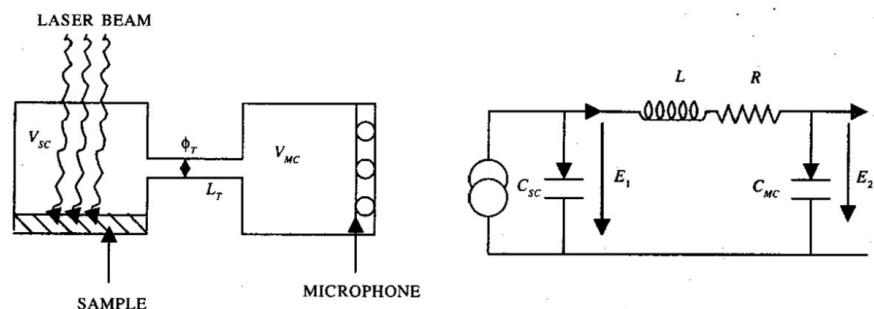 LASER BEAM
V_SC
ϕ_T
V_MC
L_T
SAMPLE
MICROPHONE
L
R
C_SC
E_1
C_MC
E_2